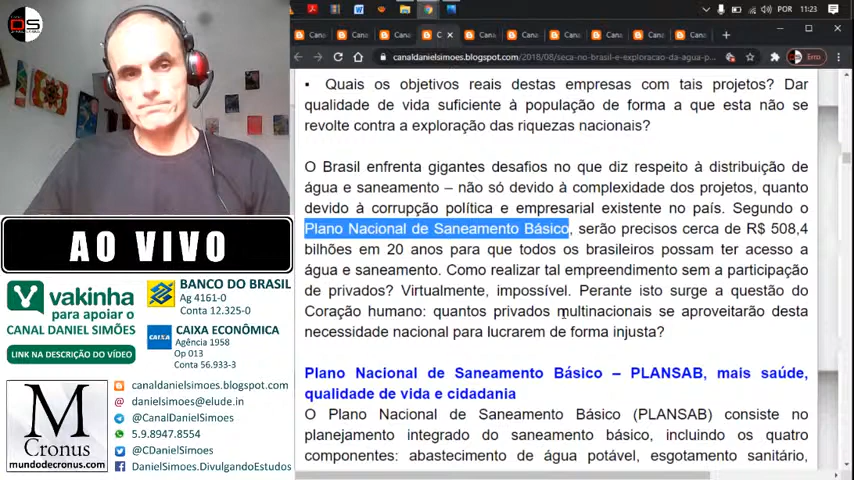 POR
11:23
canaldanielsimoes.blogspot.com/2018/08/seca-no-brasil-e-exploracao-da-agua-p...
▪ Quais os objetivos reais destas empresas com tais projetos? Dar
qualidade de vida suficiente à população de forma a que esta não se
revolte contra a exploração das riquezas nacionais?
O Brasil enfrenta gigantes desafios no que diz respeito à distribuição de
água e saneamento – não só devido à complexidade dos projetos, quanto
devido à corrupção política e empresarial existente no país. Segundo o
Plano Nacional de Saneamento Básico, serão precisos cerca de R$ 508,4
bilhões em 20 anos para que todos os brasileiros possam ter acesso a
água e saneamento. Como realizar tal empreendimento sem a participação
de privados? Virtualmente, impossível. Perante isto surge a questão do
Coração humano: quantos privados multinacionais se aproveitarão desta
necessidade nacional para lucrarem de forma injusta?
Plano Nacional de Saneamento Básico – PLANSAB, mais saúde,
qualidade de vida e cidadania
O Plano Nacional de Saneamento Básico (PLANSAB) consiste no
planejamento integrado do saneamento básico, incluindo os quatro
componentes: abastecimento de água potável, esgotamento sanitário,
AO VIVO
vakinha
para apoiar o
CANAL DANIEL SIMÕES
LINK NA DESCRIÇÃO DO VÍDEO
BANCO DO BRASIL
Ag 4161-0
Conta 12.325-0
CAIXA
CAIXA ECONÔMICA
Agência 1958
Op 013
Conta 56.933-3
M
Cronus
mundodecronus.com
canaldanielsimoes.blogspot.com
danielsimoes@elude.in
@CanalDanielSimoes
5.9.8947.8554
@CDanielSimoes
DanielSimoes.DivulgandoEstudos